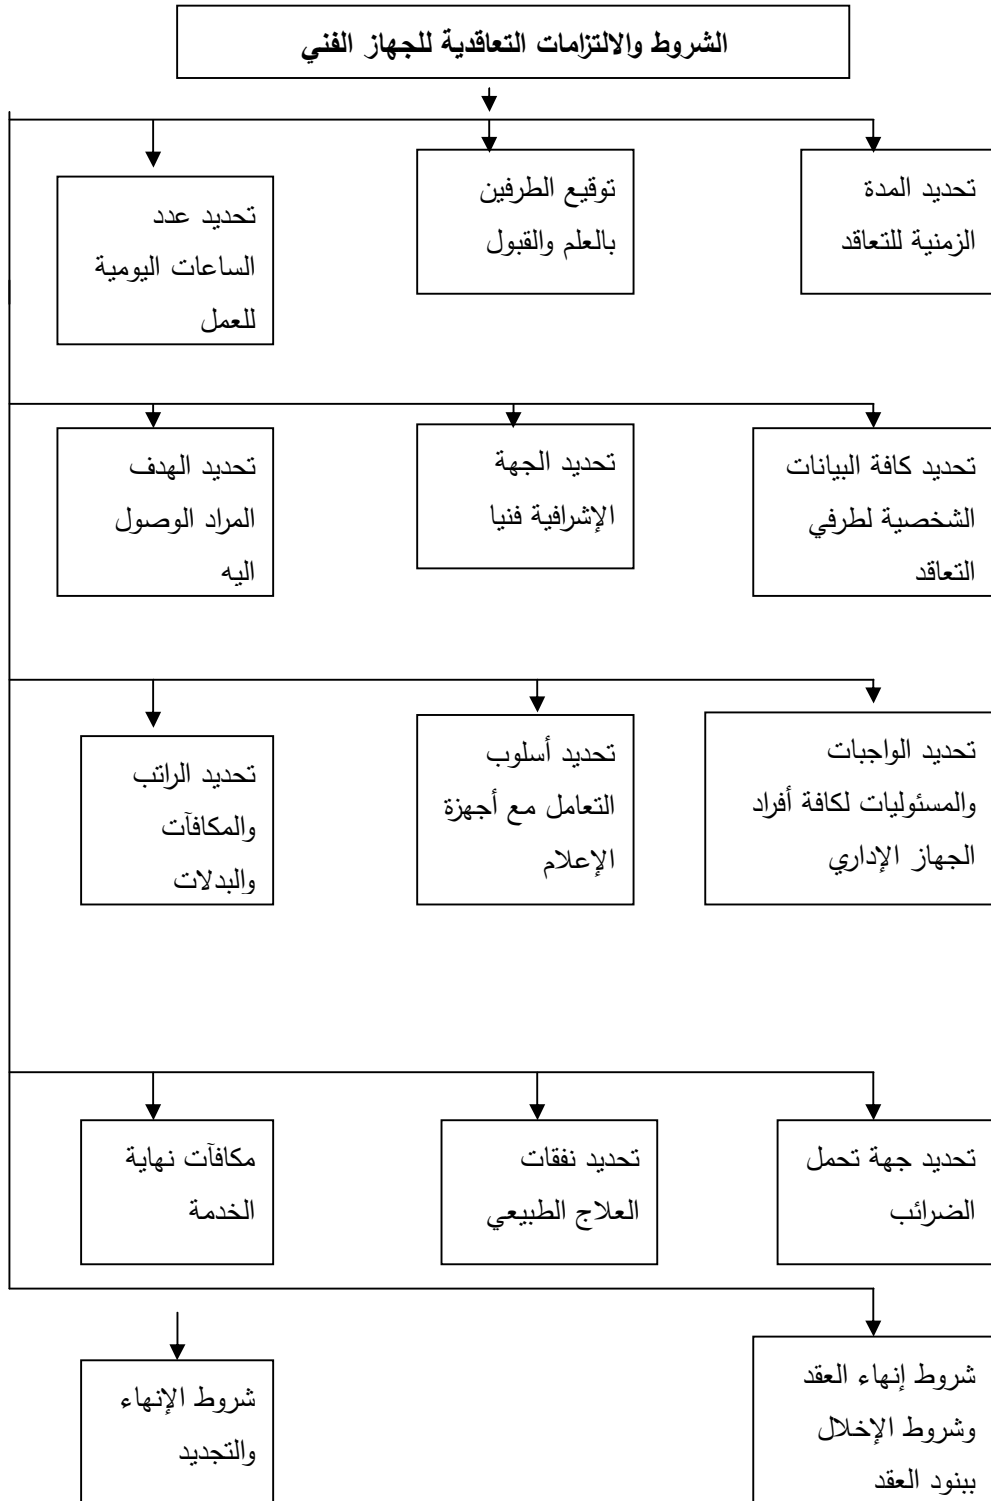 الشروط والالتزامات التعاقدية للجهاز الفني
تحديد المدة
الزمنية للتعاقد
توقيع الطرفين
بالعلم والقبول
تحديد عدد
الساعات اليومية
للعمل
تحديد كافة البيانات
الشخصية لطرفي
التعاقد
تحديد الجهة
الإشرافية فنيا
تحديد الهدف
المراد الوصول
اليه
تحديد الواجبات
والمسئوليات لكافة أفراد
الجهاز الإداري
تحديد أسلوب
التعامل مع أجهزة
الإعلام
تحديد الراتب
والمكافآت
والبدلات
تحديد جهة تحمل
الضرائب
تحديد نفقات
العلاج الطبيعي
مكافآت نهاية
الخدمة
شروط إنهاء العقد
وشروط الإخلال
ببنود العقد
شروط الإنهاء
والتجديد